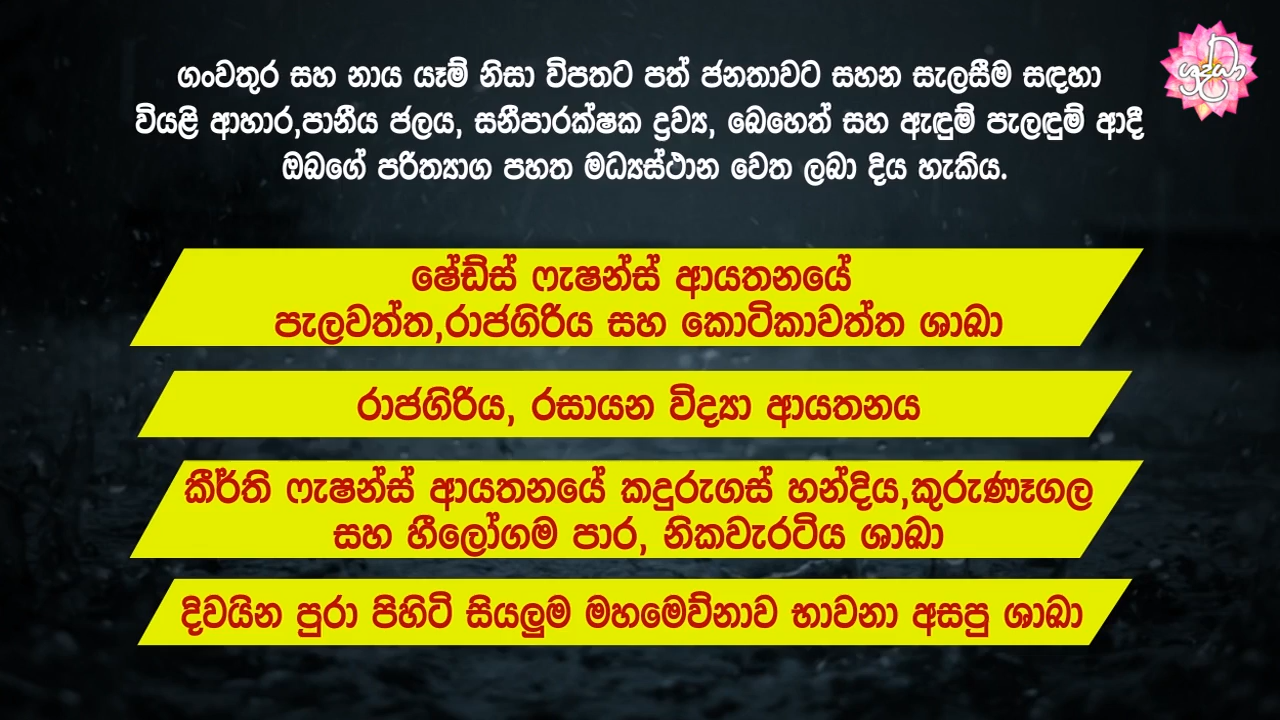 ගංවතුර සහ නාය යෑම් නිසා විපතට පත් ජනතාවට සහන සැලසීම සඳහා
වියළි ආහාර,පානීය ජලය, සනීපාරක්ෂක ද්‍රව්‍ය, බෙහෙත් සහ ඇඳුම් පැලඳුම් ආදී
ඔබගේ පරිත්‍යාග පහත මධ්‍යස්ථාන වෙත ලබා දිය හැකිය.
ශ්‍රද්ධා
ෂේඩ්ස් ෆැෂන්ස් ආයතනයේ
පැලවත්ත,රාජගිරිය සහ කොටිකාවත්ත ශාඛා
රාජගිරිය, රසායන විද්‍යා ආයතනය
කීර්ති ෆැෂන්ස් ආයතනයේ කදුරුගස් හන්දිය,කුරුණෑගල
සහ හීලෝගම පාර, නිකවැරටිය ශාඛා
දිවයින පුරා පිහිටි සියලුම මහමෙව්නාව භාවනා අසපු ශාඛා